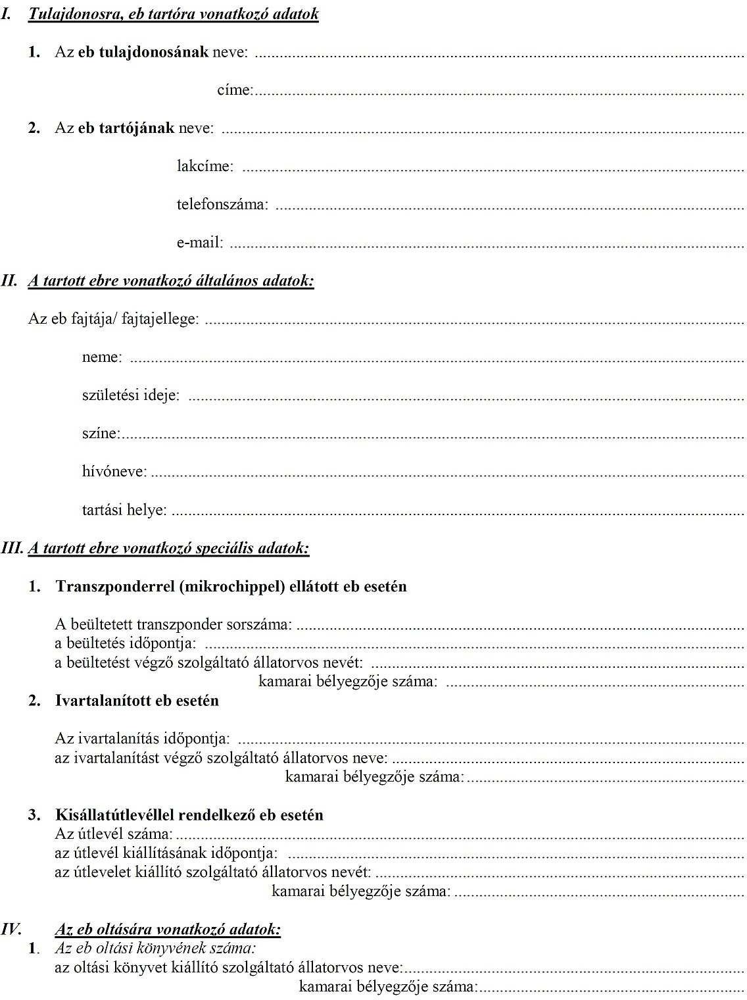 I. Tulajdonosra, eb tartóra vonatkozó adatok
1. Az eb tulajdonosának neve: ........................................
címe:........................................
2. Az eb tartójának neve: ........................................
lakcíme: ........................................
telefonszáma: ........................................
e-mail: ........................................
II. A tartott ebre vonatkozó általános adatok:
Az eb fajtája/ fajtajellege: ........................................
neme: ........................................
születési ideje: ........................................
színe:........................................
hívóneve: ........................................
tartási helye: ........................................
III. A tartott ebre vonatkozó speciális adatok:
1. Transzponderrel (mikrochippel) ellátott eb esetén
A beültetett transzponder sorszáma: ........................................
a beültetés időpontja: ........................................
a beültetést végző szolgáltató állatorvos nevét: ........................................
kamarai bélyegzője száma: ........................................
2. Ivartalanított eb esetén
Az ivartalanítás időpontja: ........................................
az ivartalanítást végző szolgáltató állatorvos neve: ........................................
kamarai bélyegzője száma: ........................................
3. Kisállatútlevéllel rendelkező eb esetén
Az útlevél száma: ........................................
az útlevél kiállításának időpontja: ........................................
az útlevelet kiállító szolgáltató állatorvos nevét: ........................................
kamarai bélyegzője száma: ........................................
IV. Az eb oltására vonatkozó adatok:
1. Az eb oltási könyvének száma:
az oltási könyvet kiállító szolgáltató állatorvos neve:........................................
kamarai bélyegzője száma:........................................